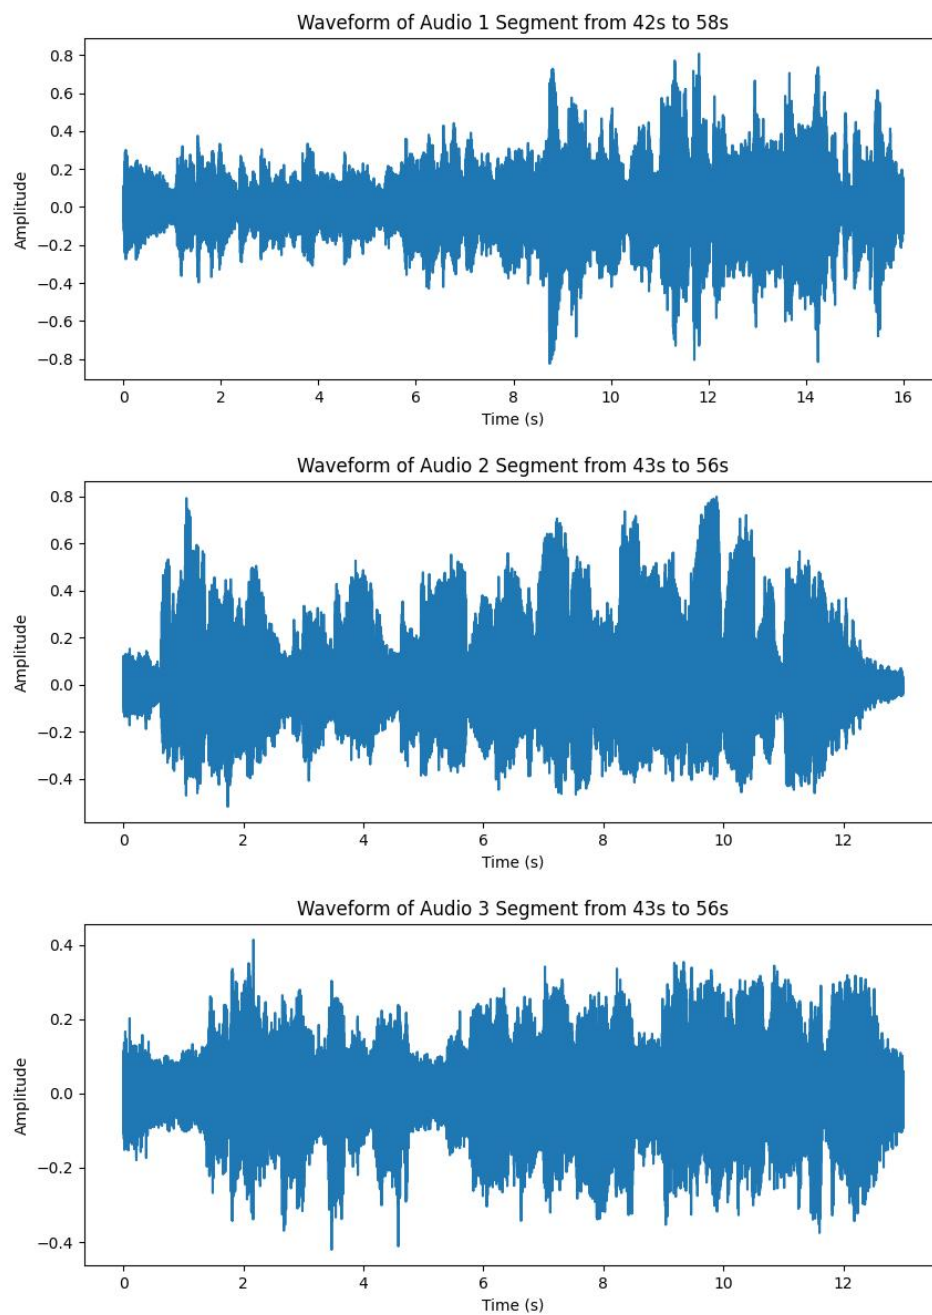 Waveform of Audio 1 Segment from 42s to 58s
0.8
0.6
0.4
0.2
0.0
−0.2
−0.4
−0.6
−0.8
Amplitude
0 2 4 6 8 10 12 14 16
Time (s)
Waveform of Audio 2 Segment from 43s to 56s
0.8
0.6
0.4
0.2
0.0
−0.2
−0.4
Amplitude
0 2 4 6 8 10 12
Time (s)
Waveform of Audio 3 Segment from 43s to 56s
0.4
0.2
0.0
−0.2
−0.4
Amplitude
0 2 4 6 8 10 12
Time (s)